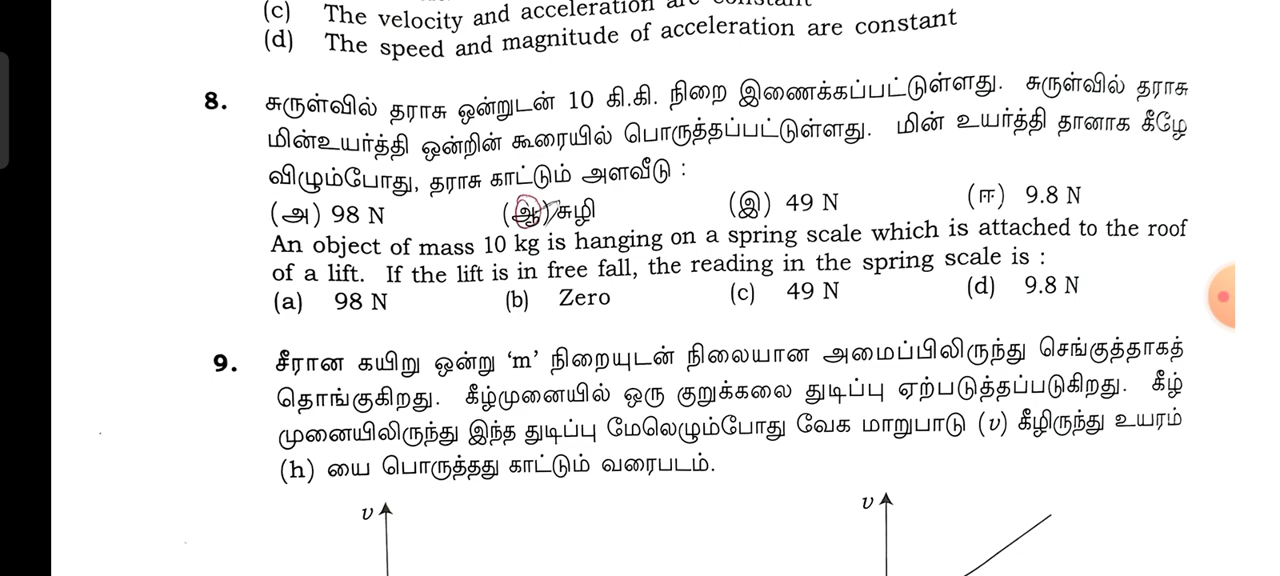 (c) The velocity and acceleration are constant
(d) The speed and magnitude of acceleration are constant
8. சுருள்வில் தராசு ஒன்றுடன் 10 கி.கி. நிறை இணைக்கப்பட்டுள்ளது. சுருள்வில் தராசு
மின்உயர்த்தி ஒன்றின் கூரையில் பொருத்தப்பட்டுள்ளது. மின் உயர்த்தி தானாக கீழே
விழும்போது, தராசு காட்டும் அளவீடு :
(அ) 98 N (ஆ) சுழி (இ) 49 N (ஈ) 9.8 N
An object of mass 10 kg is hanging on a spring scale which is attached to the roof
of a lift. If the lift is in free fall, the reading in the spring scale is :
(a) 98 N (b) Zero (c) 49 N (d) 9.8 N
9. சீரான கயிறு ஒன்று ‘m’ நிறையுடன் நிலையான அமைப்பிலிருந்து செங்குத்தாகத்
தொங்குகிறது. கீழ்முனையில் ஒரு குறுக்கலை துடிப்பு ஏற்படுத்தப்படுகிறது. கீழ்
முனையிலிருந்து இந்த துடிப்பு மேலெழும்போது வேக மாறுபாடு (v) கீழிருந்து உயரம்
(h) யை பொருத்தது காட்டும் வரைபடம்.
v v